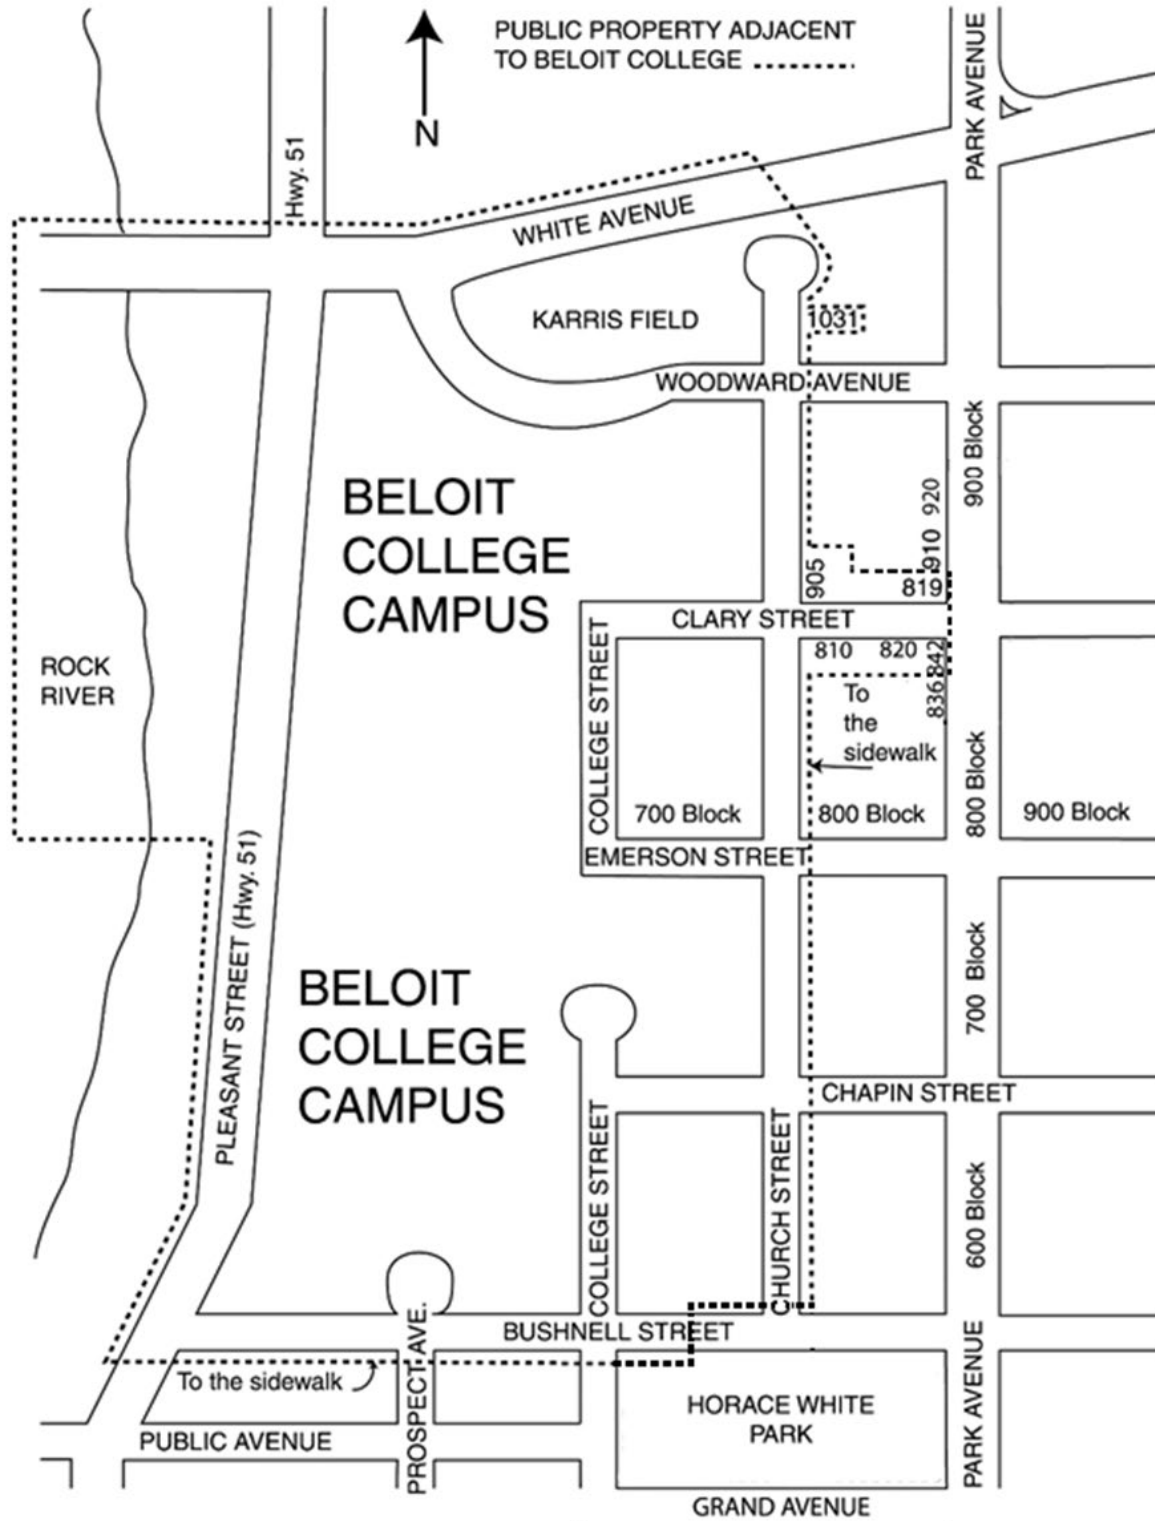 PUBLIC PROPERTY ADJACENT
TO BELOIT COLLEGE
N
Hwy. 51
PARK AVENUE
WHITE AVENUE
KARRIS FIELD
1031
WOODWARD AVENUE
900 Block
920
910
905
819
BELOIT
COLLEGE
CAMPUS
CLARY STREET
810
820
842
836
ROCK
RIVER
COLLEGE STREET
To
the
sidewalk
700 Block
800 Block
800 Block
900 Block
EMERSON STREET
PLEASANT STREET (Hwy. 51)
BELOIT
COLLEGE
CAMPUS
700 Block
CHAPIN STREET
COLLEGE STREET
CHURCH STREET
600 Block
BUSHNELL STREET
PROSPECT AVE.
To the sidewalk
HORACE WHITE
PARK
PARK AVENUE
PUBLIC AVENUE
GRAND AVENUE